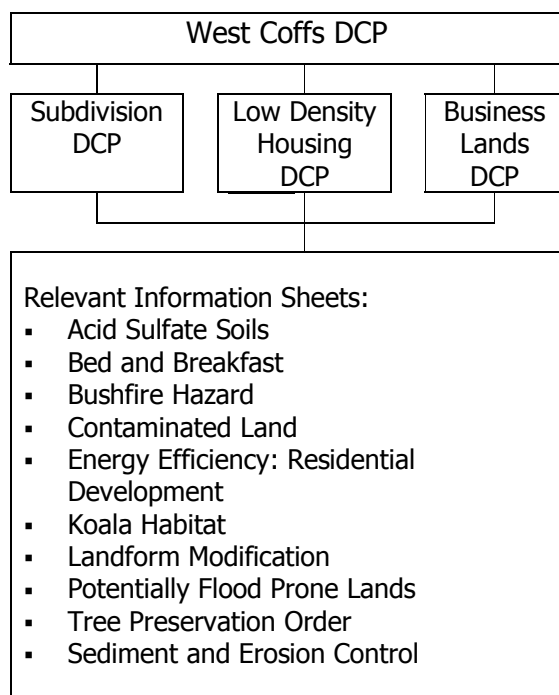 West Coffs DCP
Subdivision
DCP
Low Density
Housing
DCP
Business
Lands
DCP
Relevant Information Sheets:
▪ Acid Sulfate Soils
▪ Bed and Breakfast
▪ Bushfire Hazard
▪ Contaminated Land
▪ Energy Efficiency: Residential
Development
▪ Koala Habitat
▪ Landform Modification
▪ Potentially Flood Prone Lands
▪ Tree Preservation Order
▪ Sediment and Erosion Control